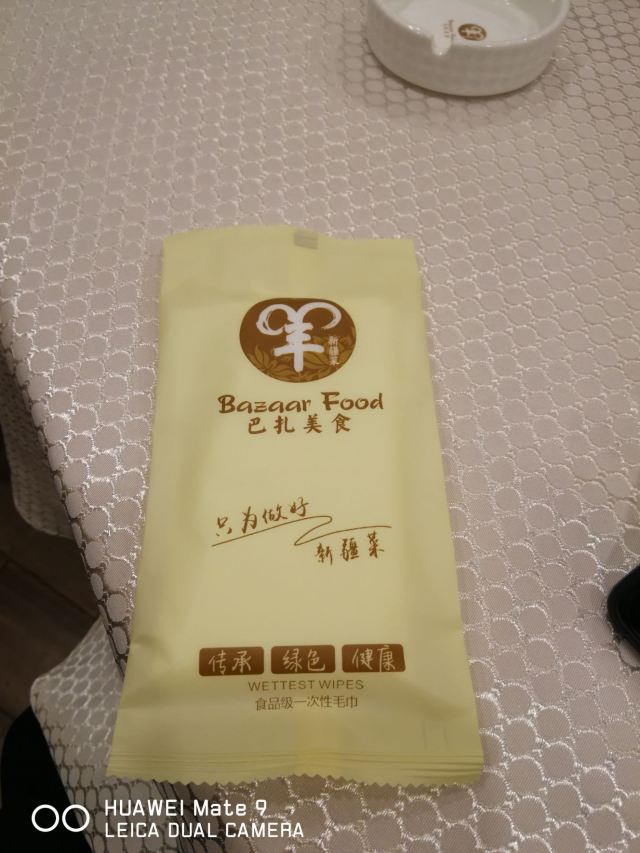 羊
新疆菜
Bazaar Food
巴扎美食
只为做好
新疆菜
传承 绿色 健康
WETTEST WIPES
食品级一次性毛巾
HUAWEI Mate 9
LEICA DUAL CAMERA